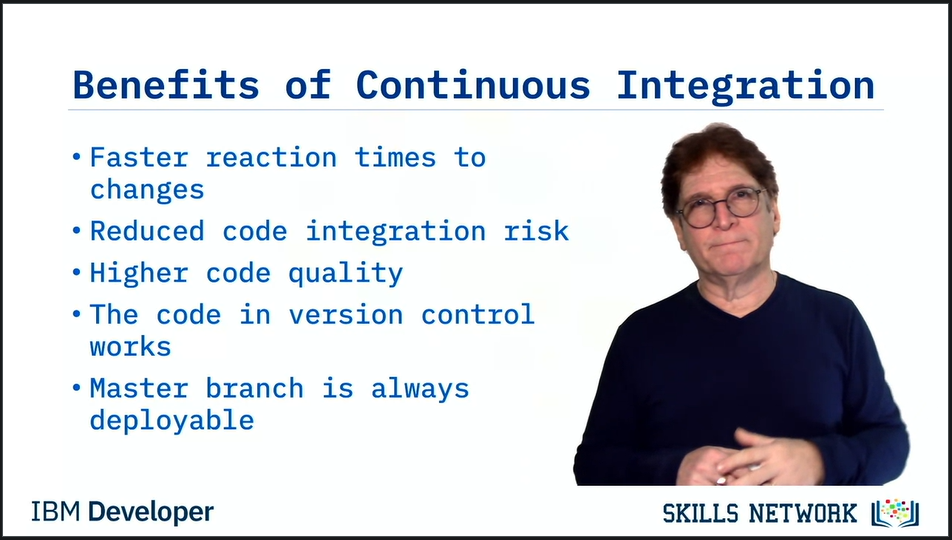 Benefits of Continuous Integration
• Faster reaction times to
changes
• Reduced code integration risk
• Higher code quality
• The code in version control
works
• Master branch is always
deployable
IBM Developer
SKILLS NETWORK